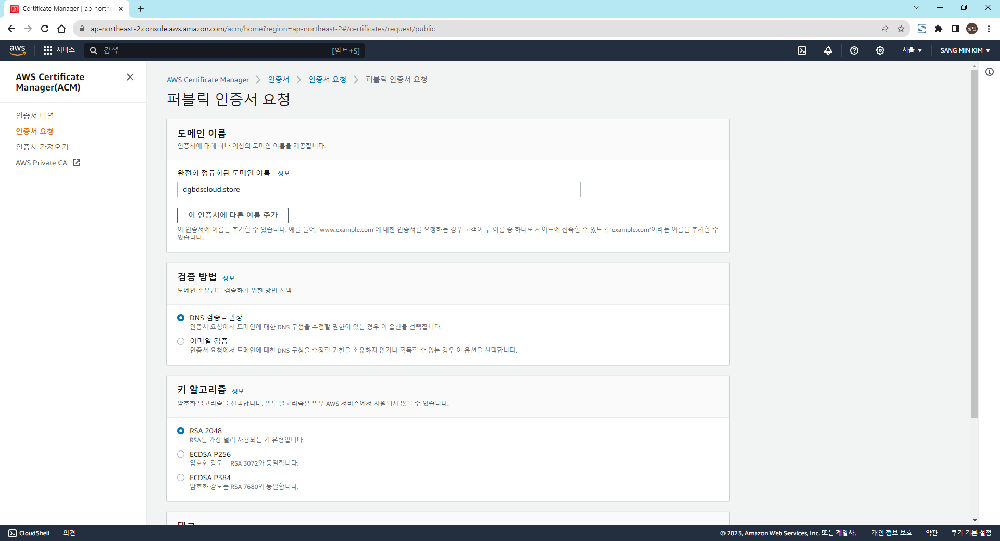 Certificate Manager | ap-northe
ap-northeast-2.console.aws.amazon.com/acm/home?region=ap-northeast-2#/certificates/request/public
상민
aws
서비스
검색
[알트+S]
서울
SANG MIN KIM
AWS Certificate
Manager(ACM)
인증서 나열
인증서 요청
인증서 가져오기
AWS Private CA
AWS Certificate Manager
인증서
인증서 요청
퍼블릭 인증서 요청
퍼블릭 인증서 요청
도메인 이름
인증서에 대해 하나 이상의 도메인 이름을 제공합니다.
완전히 정규화된 도메인 이름 정보
dgbdscloud.store
이 인증서에 다른 이름 추가
이 인증서에 이름을 추가할 수 있습니다. 예를 들어, ‘www.example.com’에 대한 인증서를 요청하는 경우 고객이 두 이름 중 하나로 사이트에 접속할 수 있도록 ‘example.com’이라는 이름을 추가할 수
있습니다.
검증 방법 정보
도메인 소유권을 검증하기 위한 방법 선택
DNS 검증 – 권장
인증서 요청에서 도메인에 대한 DNS 구성을 수정할 권한이 있는 경우 이 옵션을 선택합니다.
이메일 검증
인증서 요청에서 도메인에 대한 DNS 구성을 수정할 권한을 소유하지 않거나 획득할 수 없는 경우 이 옵션을 선택합니다.
키 알고리즘 정보
암호화 알고리즘을 선택합니다. 일부 알고리즘은 일부 AWS 서비스에서 지원되지 않을 수 있습니다.
RSA 2048
RSA는 가장 널리 사용되는 키 유형입니다.
ECDSA P256
암호화 강도는 RSA 3072와 동일합니다.
ECDSA P384
암호화 강도는 RSA 7680와 동일합니다.
CloudShell
의견
© 2023, Amazon Web Services, Inc. 또는 계열사.
개인 정보 보호
약관
쿠키 기본 설정